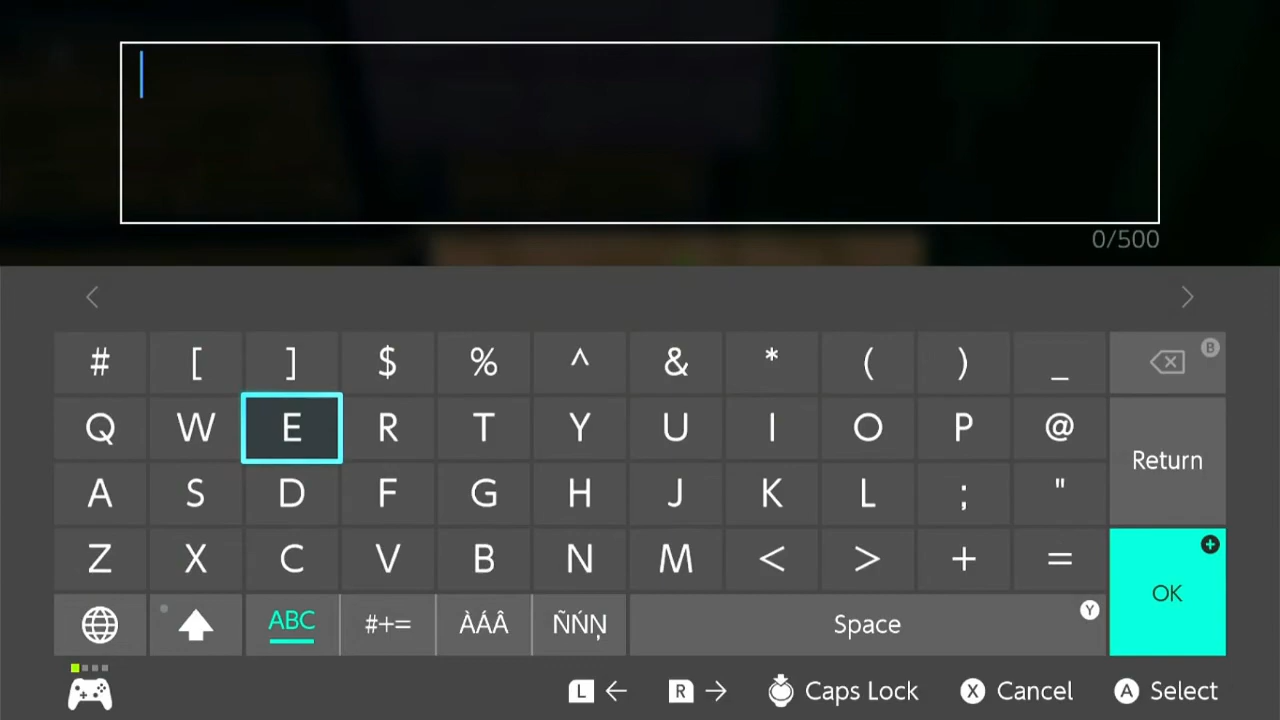 0/500
# [ ] $ % ^ & * ( ) _ B
Q W E R T Y U I O P @ Return
A S D F G H J K L ; "
Z X C V B N M < > + = OK +
ABC #+= ÀÁÂ ÑŃŅ Space Y
L ← R → Caps Lock X Cancel A Select